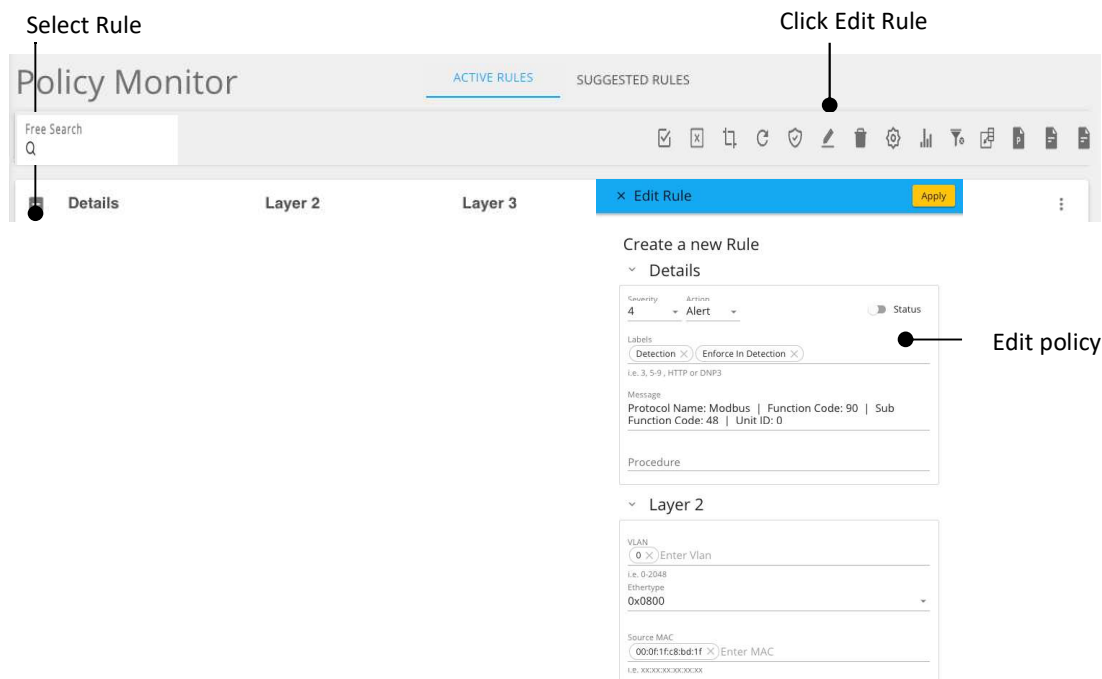 Select Rule
Click Edit Rule
Policy Monitor
ACTIVE RULES
SUGGESTED RULES
Free Search
Details
Layer 2
Layer 3
× Edit Rule
Apply
Create a new Rule
Details
Severity
Action
4
Alert
Status
Edit policy
Labels
Detection ×
Enforce In Detection ×
i.e. 3, 5-9 , HTTP or DNP3
Message
Protocol Name: Modbus | Function Code: 90 | Sub
Function Code: 48 | Unit ID: 0
Procedure
Layer 2
VLAN
0 × Enter Vlan
i.e. 0-2048
Ethertype
0x0800
Source MAC
00:0f:1f:c8:bd:1f × Enter MAC
i.e. xx:xx:xx:xx:xx:xx